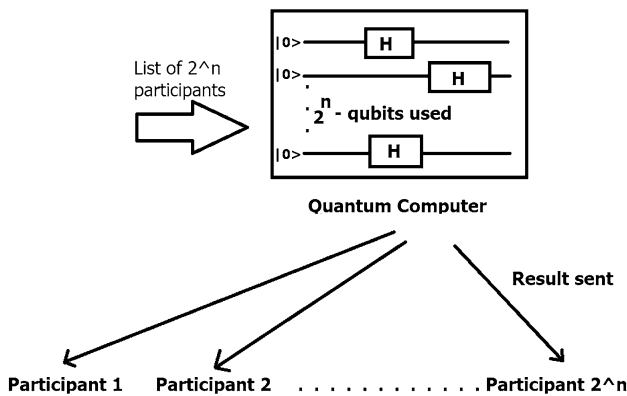 |0> H
|0> H
List of 2^n
participants
. 2^n - qubits used
|0> H
Quantum Computer
Result sent
Participant 1 Participant 2 . . . . . . . . . . . . . Participant 2^n